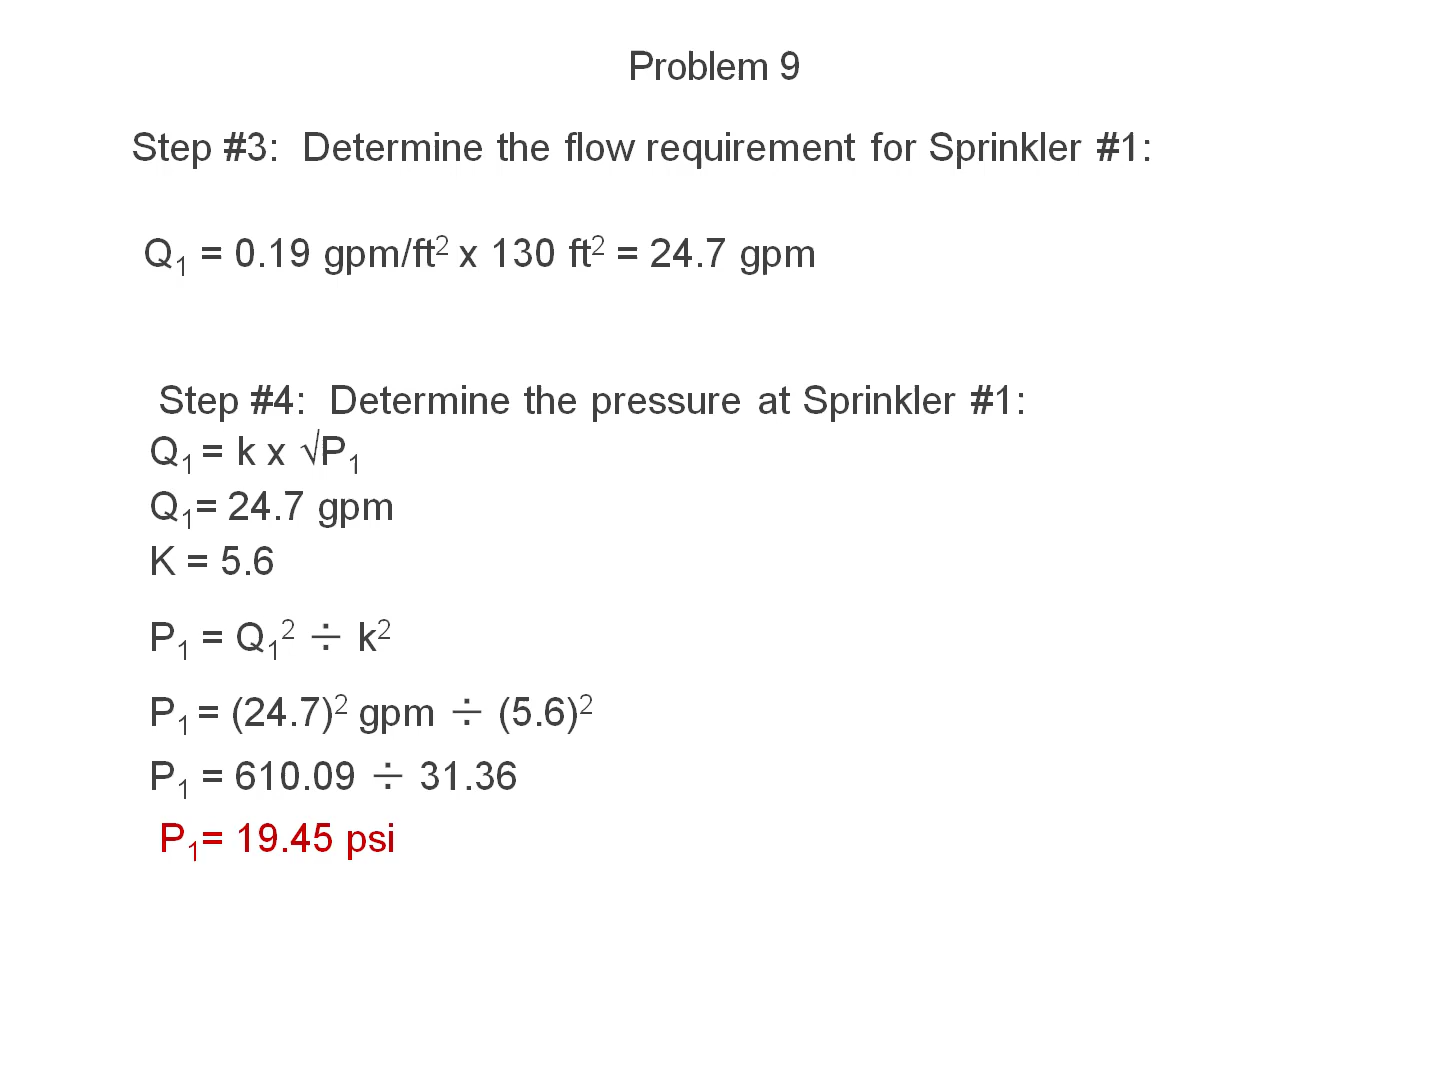 Problem 9
Step #3: Determine the flow requirement for Sprinkler #1:
Q₁ = 0.19 gpm/ft² x 130 ft² = 24.7 gpm
Step #4: Determine the pressure at Sprinkler #1:
Q₁ = k x √P₁
Q₁= 24.7 gpm
K = 5.6
P₁ = Q₁² ÷ k²
P₁ = (24.7)² gpm ÷ (5.6)²
P₁ = 610.09 ÷ 31.36
P₁= 19.45 psi